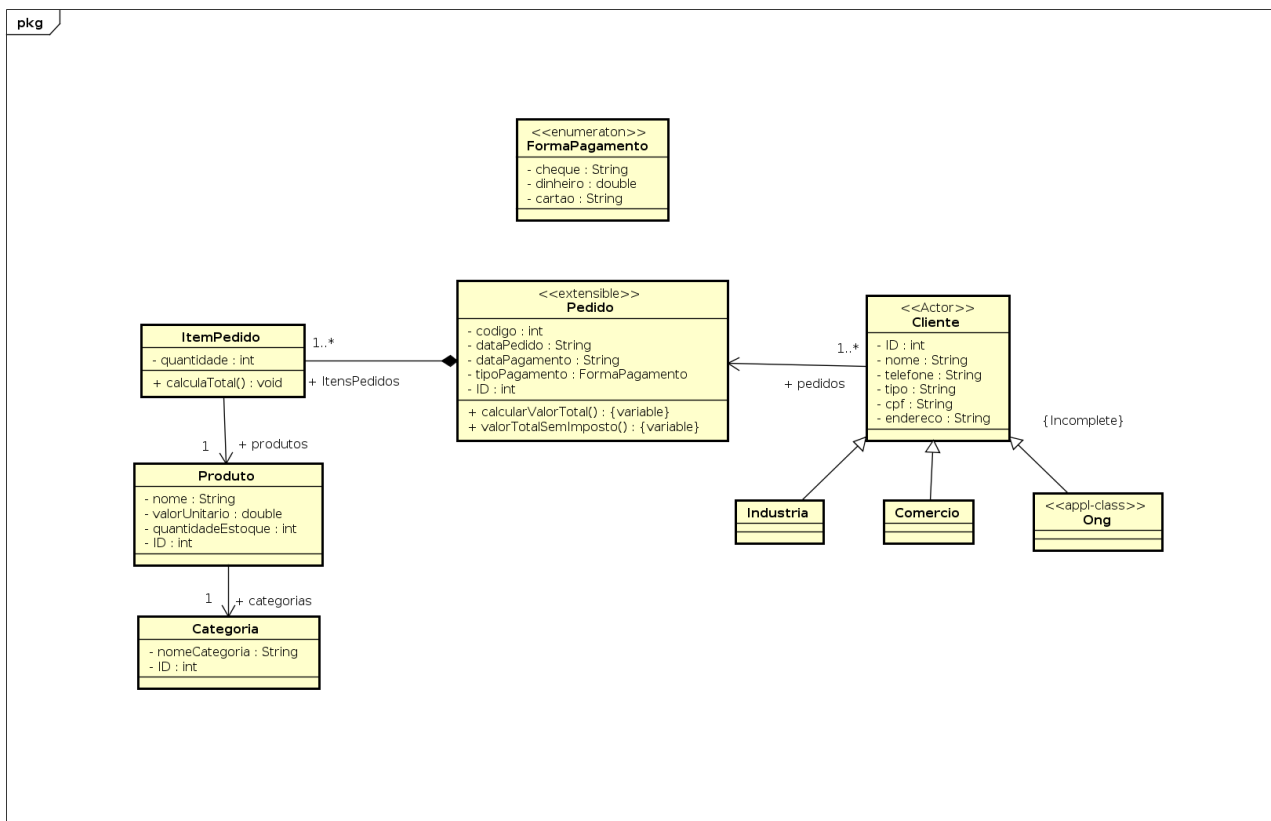 pkg
<<enumeraton>>
FormaPagamento
- cheque : String
- dinheiro : double
- cartao : String
<<extensible>>
Pedido
- codigo : int
- dataPedido : String
- dataPagamento : String
- tipoPagamento : FormaPagamento
- ID : int
+ calcularValorTotal() : {variable}
+ valorTotalSemImposto() : {variable}
<<Actor>>
Cliente
- ID : int
- nome : String
- telefone : String
- tipo : String
- cpf : String
- endereco : String
1..*
+ pedidos
{Incomplete}
ItemPedido
- quantidade : int
+ calculaTotal() : void
1..*
+ ItensPedidos
1
+ produtos
Produto
- nome : String
- valorUnitario : double
- quantidadeEstoque : int
- ID : int
1
+ categorias
Categoria
- nomeCategoria : String
- ID : int
Industria
Comercio
<<appl-class>>
Ong